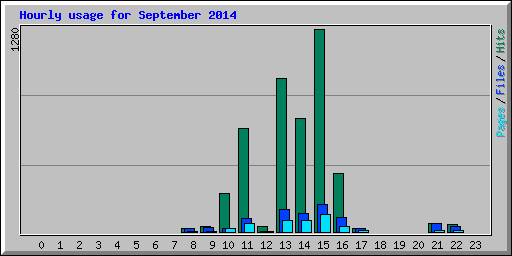 Hourly usage for September 2014
1280
Pages/Files/Hits
0 1 2 3 4 5 6 7 8 9 10 11 12 13 14 15 16 17 18 19 20 21 22 23